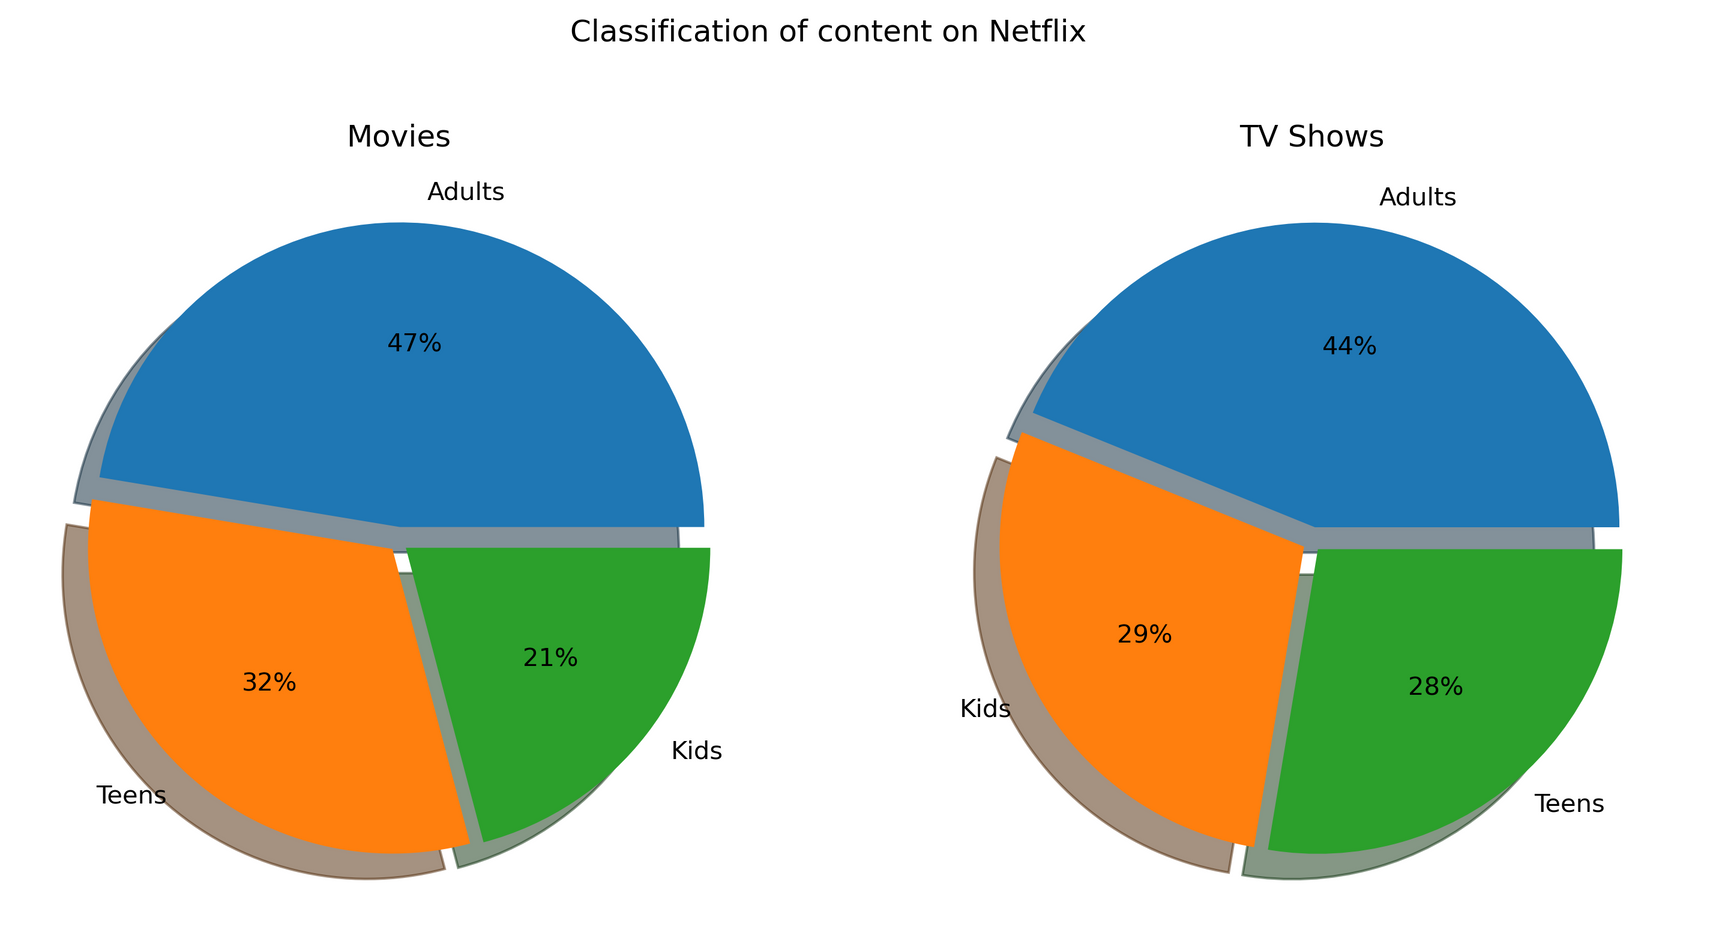 Classification of content on Netflix
Movies
Adults
47%
32%
21%
Teens
Kids
TV Shows
Adults
44%
29%
28%
Kids
Teens